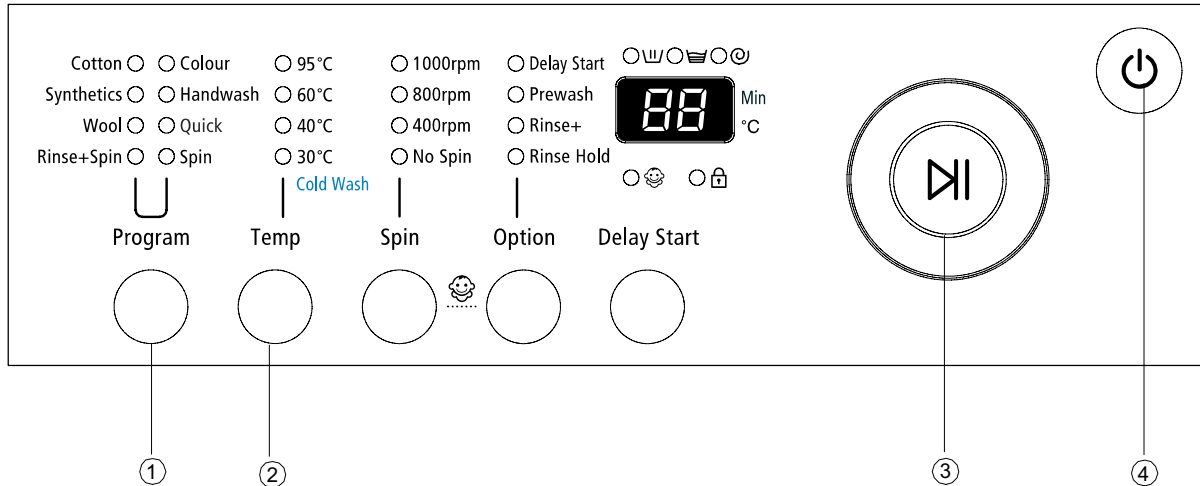 Cotton Colour 95°C 1000rpm Delay Start
Synthetics Handwash 60°C 800rpm Prewash 88 Min
Wool Quick 40°C 400rpm Rinse+ °C
Rinse+Spin Spin 30°C No Spin Rinse Hold
Cold Wash
Program Temp Spin Option Delay Start
1 2 3 4